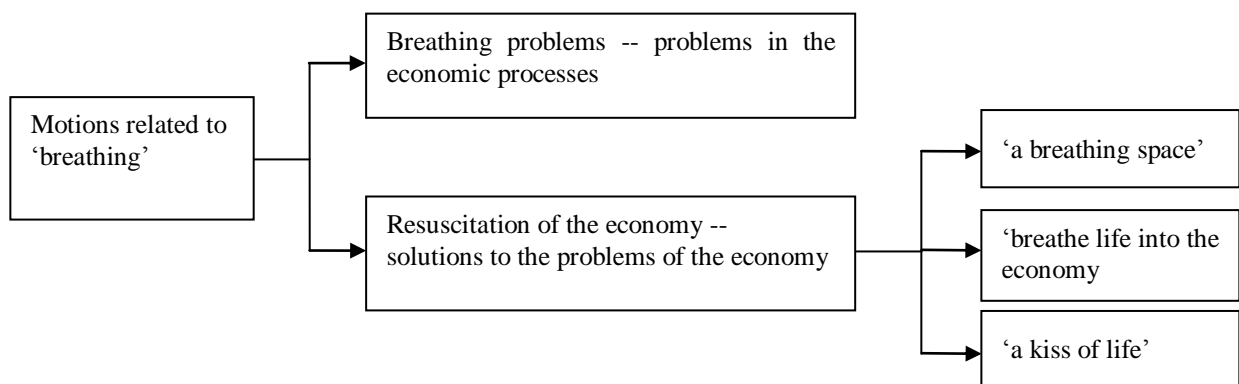 Breathing problems -- problems in the
economic processes
Motions related to
‘breathing’
Resuscitation of the economy --
solutions to the problems of the economy
‘a breathing space’
‘breathe life into the
economy
‘a kiss of life’